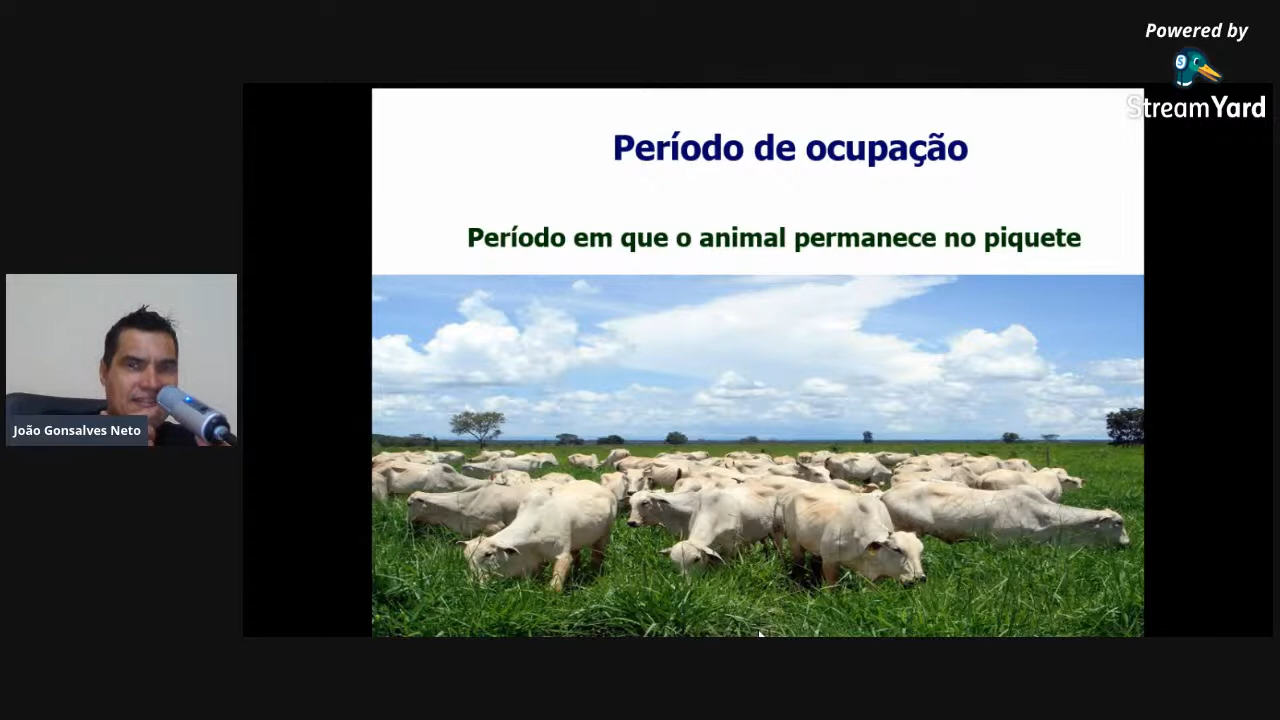 Powered by
StreamYard
Período de ocupação
Período em que o animal permanece no piquete
João Gonsalves Neto